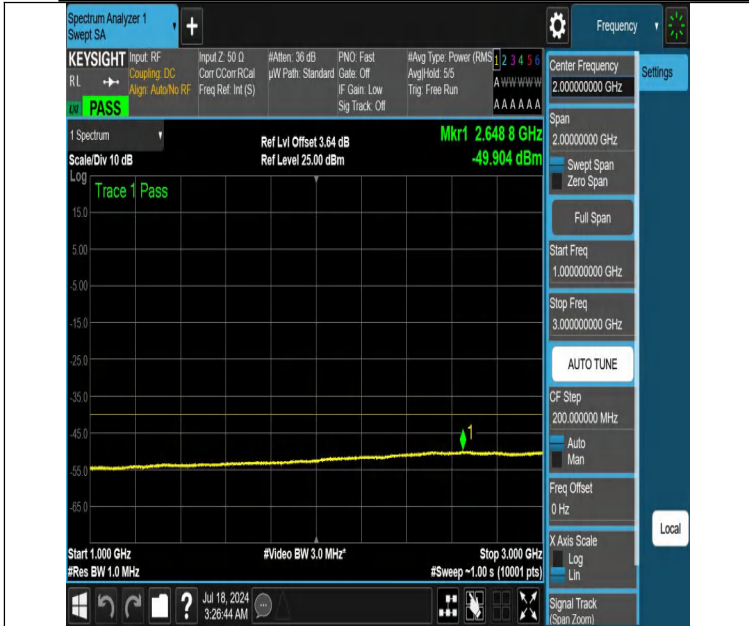 Spectrum Analyzer 1
Swept SA
+
Frequency
KEYSIGHT
RL
LXI
PASS
Input: RF
Coupling: DC
Align: Auto/No RF
Input Z: 50 Ω
Corr CCorr RCal
Freq Ref: Int (S)
#Atten: 36 dB
µW Path: Standard
PNO: Fast
Gate: Off
IF Gain: Low
Sig Track: Off
#Avg Type: Power (RMS
Avg|Hold: 5/5
Trig: Free Run
1 2 3 4 5 6
A W W W W W
A A A A A A
1 Spectrum
Scale/Div 10 dB
Ref Lvl Offset 3.64 dB
Ref Level 25.00 dBm
Mkr1 2.648 8 GHz
-49.904 dBm
Log
Trace 1 Pass
15.0
5.00
-5.00
-15.0
-25.0
-35.0
-45.0
-55.0
-65.0
1
Start 1.000 GHz
#Res BW 1.0 MHz
#Video BW 3.0 MHz*
Stop 3.000 GHz
#Sweep ~1.00 s (10001 pts)
?
Jul 18, 2024
3:26:44 AM
Center Frequency
2.000000000 GHz
Settings
Span
2.00000000 GHz
Swept Span
Zero Span
Full Span
Start Freq
1.000000000 GHz
Stop Freq
3.000000000 GHz
AUTO TUNE
CF Step
200.000000 MHz
Auto
Man
Freq Offset
0 Hz
X Axis Scale
Log
Lin
Local
Signal Track
(Span Zoom)